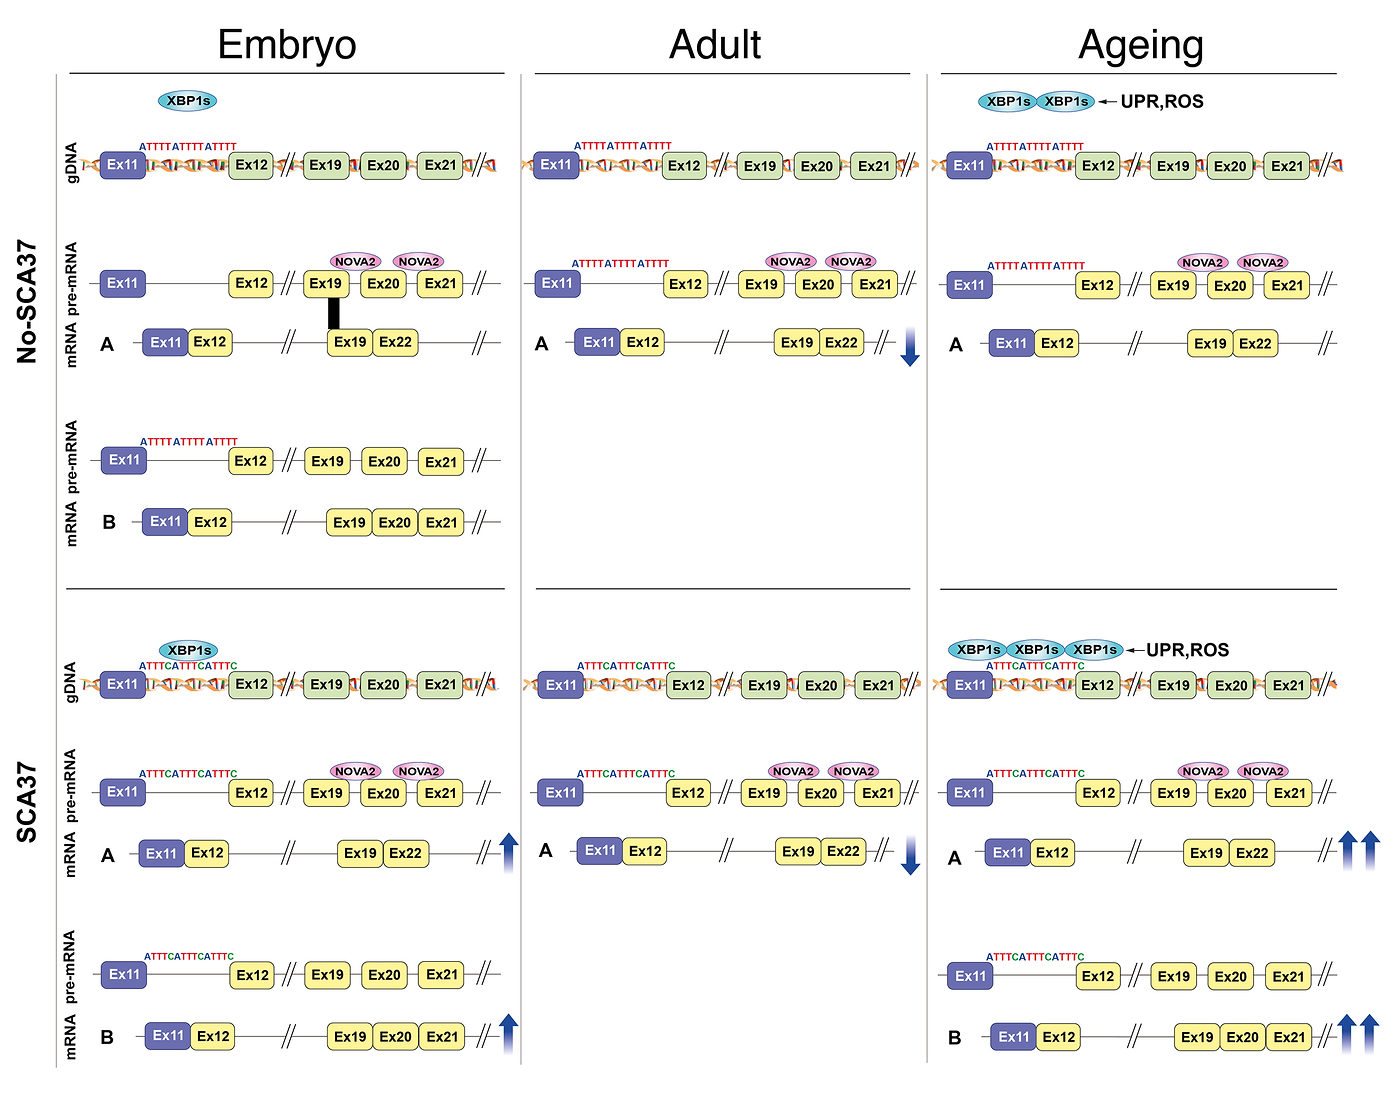 Embryo Adult Ageing
No-SCA37
XBP1s XBP1s XBP1s ← UPR,ROS
ATTTTATTTTATTTT ATTTTATTTTATTTT ATTTTATTTTATTTT
gDNA Ex11 Ex12 // Ex19 Ex20 Ex21 // Ex11 Ex12 // Ex19 Ex20 Ex21 // Ex11 Ex12 // Ex19 Ex20 Ex21 //
NOVA2 NOVA2 ATTTTATTTTATTTT NOVA2 NOVA2 ATTTTATTTTATTTT NOVA2 NOVA2
pre-mRNA Ex11 Ex12 // Ex19 Ex20 Ex21 // Ex11 Ex12 // Ex19 Ex20 Ex21 // Ex11 Ex12 // Ex19 Ex20 Ex21 //
mRNA A Ex11 Ex12 // Ex19 Ex22 // A Ex11 Ex12 // Ex19 Ex22 // A Ex11 Ex12 // Ex19 Ex22 //
ATTTTATTTTATTTT
pre-mRNA Ex11 Ex12 // Ex19 Ex20 Ex21 //
mRNA B Ex11 Ex12 // Ex19 Ex20 Ex21 //
SCA37
XBP1s XBP1s XBP1s XBP1s ← UPR,ROS
ATTTCATTTCATTTC ATTTCATTTCATTTC ATTTCATTTCATTTC
gDNA Ex11 Ex12 // Ex19 Ex20 Ex21 // Ex11 Ex12 // Ex19 Ex20 Ex21 // Ex11 Ex12 // Ex19 Ex20 Ex21 //
ATTTCATTTCATTTC NOVA2 NOVA2 ATTTCATTTCATTTC NOVA2 NOVA2 ATTTCATTTCATTTC NOVA2 NOVA2
pre-mRNA Ex11 Ex12 // Ex19 Ex20 Ex21 // Ex11 Ex12 // Ex19 Ex20 Ex21 // Ex11 Ex12 // Ex19 Ex20 Ex21 //
mRNA A Ex11 Ex12 // Ex19 Ex22 // A Ex11 Ex12 // Ex19 Ex22 // A Ex11 Ex12 // Ex19 Ex22 //
ATTTCATTTCATTTC ATTTCATTTCATTTC
pre-mRNA Ex11 Ex12 // Ex19 Ex20 Ex21 // Ex11 Ex12 // Ex19 Ex20 Ex21 //
mRNA B Ex11 Ex12 // Ex19 Ex20 Ex21 // B Ex11 Ex12 // Ex19 Ex20 Ex21 //